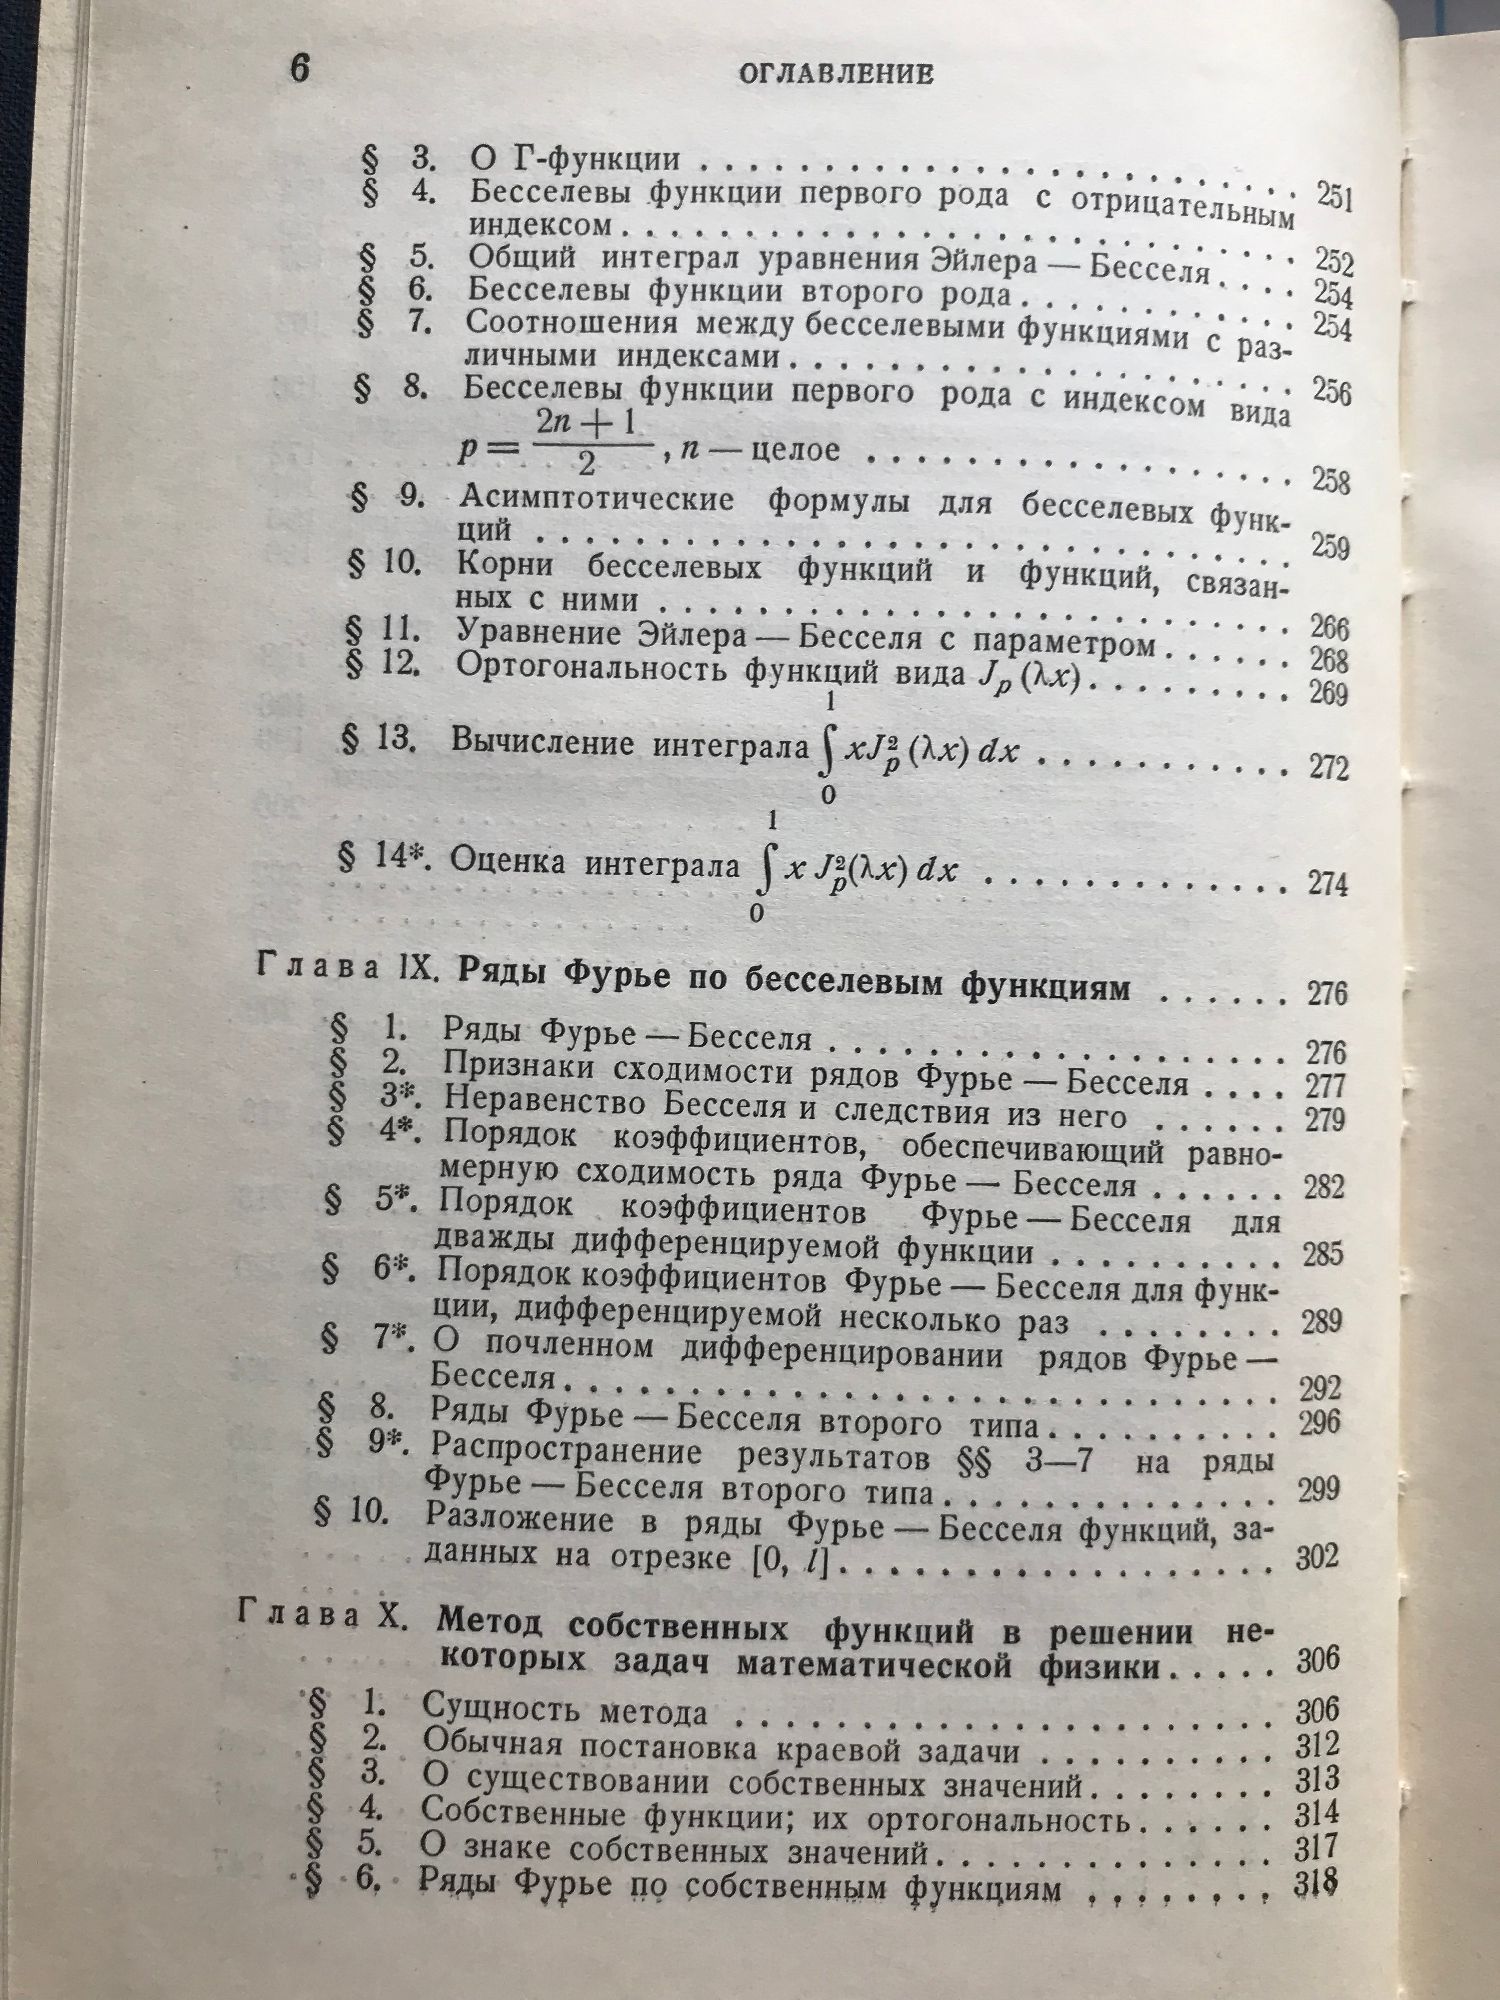 6 ОГЛАВЛЕНИЕ
§ 3. О Г-функции . . . . . . . . . . . . . . . . . . . . . . . . 251
§ 4. Бесселевы функции первого рода с отрицательным
индексом . . . . . . . . . . . . . . . . . . . . . . . . . . . 252
§ 5. Общий интеграл уравнения Эйлера — Бесселя . . . . 254
§ 6. Бесселевы функции второго рода . . . . . . . . . . . 254
§ 7. Соотношения между бесселевыми функциями с раз-
личными индексами . . . . . . . . . . . . . . . . . . . . 256
§ 8. Бесселевы функции первого рода с индексом вида
p = (2n + 1)/2, n — целое . . . . . . . . . . . . . . . . . 258
§ 9. Асимптотические формулы для бесселевых функ-
ций . . . . . . . . . . . . . . . . . . . . . . . . . . . . . . 259
§ 10. Корни бесселевых функций и функций, связан-
ных с ними . . . . . . . . . . . . . . . . . . . . . . . . . 266
§ 11. Уравнение Эйлера — Бесселя с параметром . . . . . . 268
§ 12. Ортогональность функций вида J_p (λx) . . . . . . . . . 269
§ 13. Вычисление интеграла ∫₀¹ xJ_p² (λx) dx . . . . . . . . . . . 272
§ 14*. Оценка интеграла ∫₀¹ x J_p²(λx) dx . . . . . . . . . . . . . 274
Глава IX. Ряды Фурье по бесселевым функциям . . . . . . 276
§ 1. Ряды Фурье — Бесселя . . . . . . . . . . . . . . . . . . 276
§ 2. Признаки сходимости рядов Фурье — Бесселя . . . . 277
§ 3*. Неравенство Бесселя и следствия из него . . . . . . 279
§ 4*. Порядок коэффициентов, обеспечивающий равно-
мерную сходимость ряда Фурье — Бесселя . . . . . . 282
§ 5*. Порядок коэффициентов Фурье — Бесселя для
дважды дифференцируемой функции . . . . . . . . . . 285
§ 6*. Порядок коэффициентов Фурье — Бесселя для функ-
ции, дифференцируемой несколько раз . . . . . . . . 289
§ 7*. О почленном дифференцировании рядов Фурье —
Бесселя . . . . . . . . . . . . . . . . . . . . . . . . . . . . 292
§ 8. Ряды Фурье — Бесселя второго типа . . . . . . . . . . 296
§ 9*. Распространение результатов §§ 3—7 на ряды
Фурье — Бесселя второго типа . . . . . . . . . . . . . . 299
§ 10. Разложение в ряды Фурье — Бесселя функций, за-
данных на отрезке [0, l] . . . . . . . . . . . . . . . . . . 302
Глава X. Метод собственных функций в решении не-
которых задач математической физики . . . . . 306
§ 1. Сущность метода . . . . . . . . . . . . . . . . . . . . . . 306
§ 2. Обычная постановка краевой задачи . . . . . . . . . . 312
§ 3. О существовании собственных значений . . . . . . . . 313
§ 4. Собственные функции; их ортогональность . . . . . . 314
§ 5. О знаке собственных значений . . . . . . . . . . . . . . 317
§ 6. Ряды Фурье по собственным функциям . . . . . . . . 318